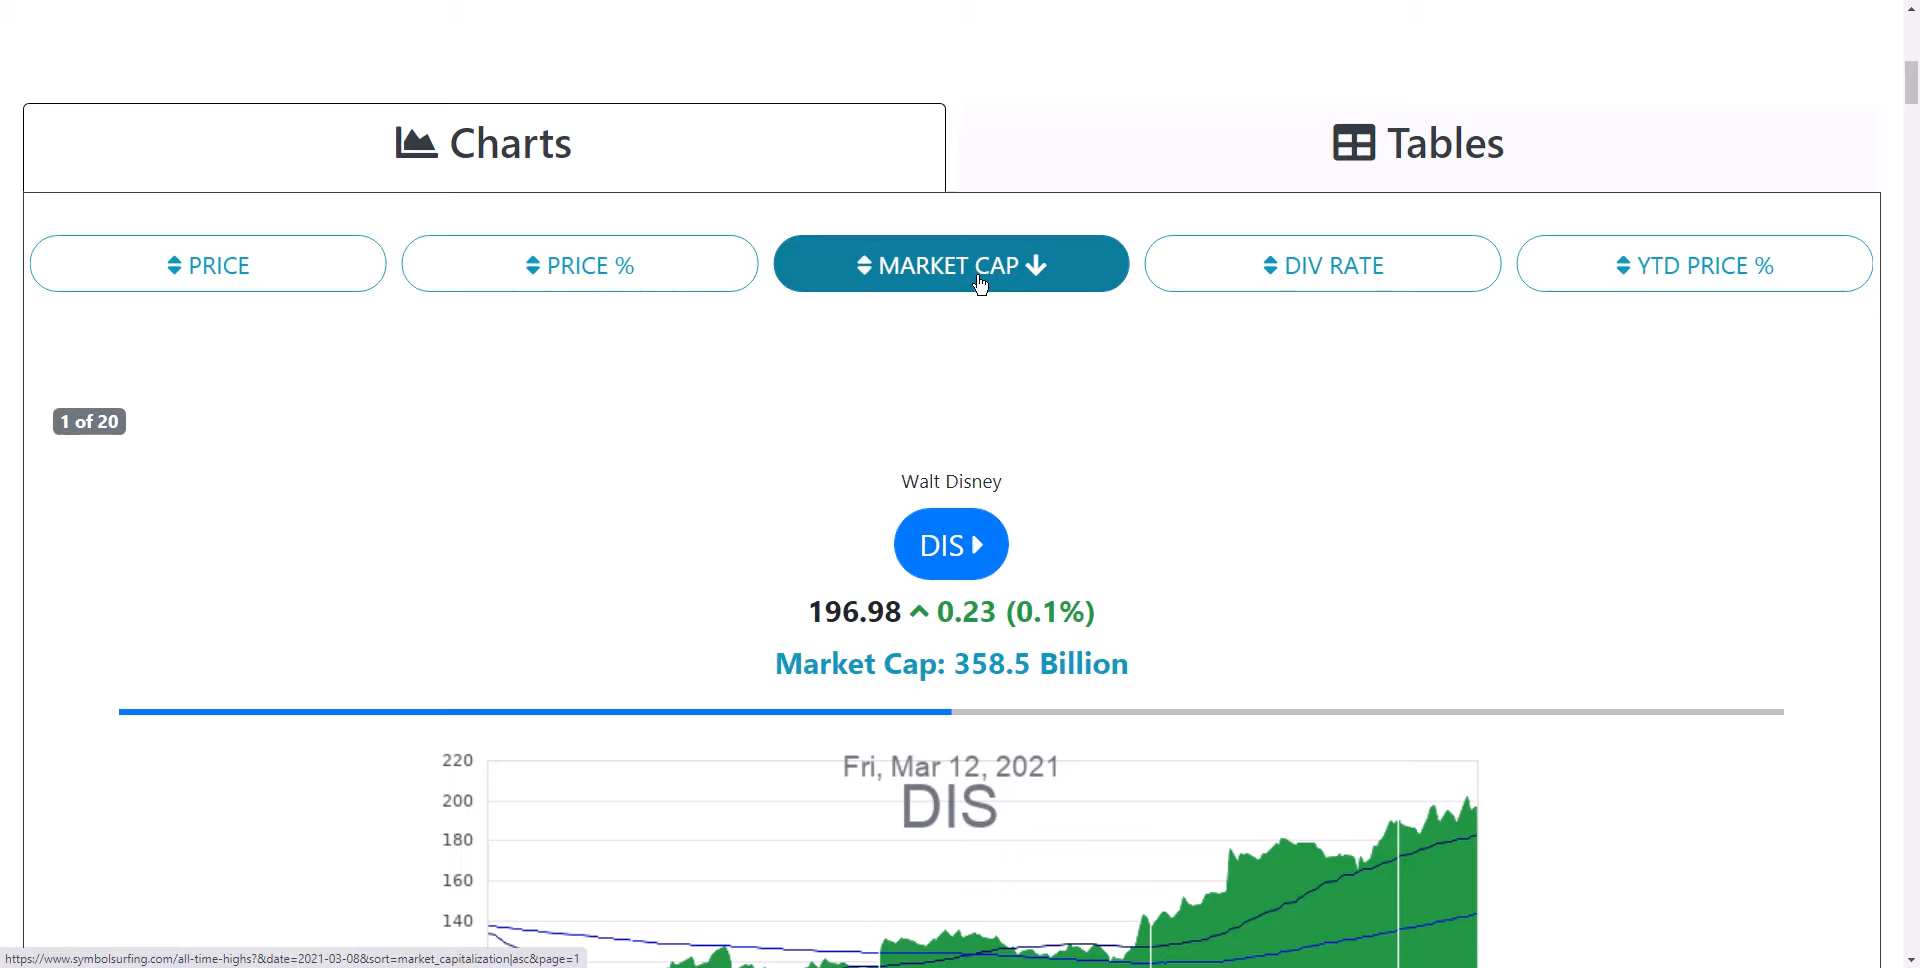 Charts
Tables
PRICE
PRICE %
MARKET CAP
DIV RATE
YTD PRICE %
1 of 20
Walt Disney
DIS
196.98 0.23 (0.1%)
Market Cap: 358.5 Billion
Fri, Mar 12, 2021
DIS
220
200
180
160
140
https://www.symbolsurfing.com/all-time-highs?&date=2021-03-08&sort=market_capitalization|asc&page=1